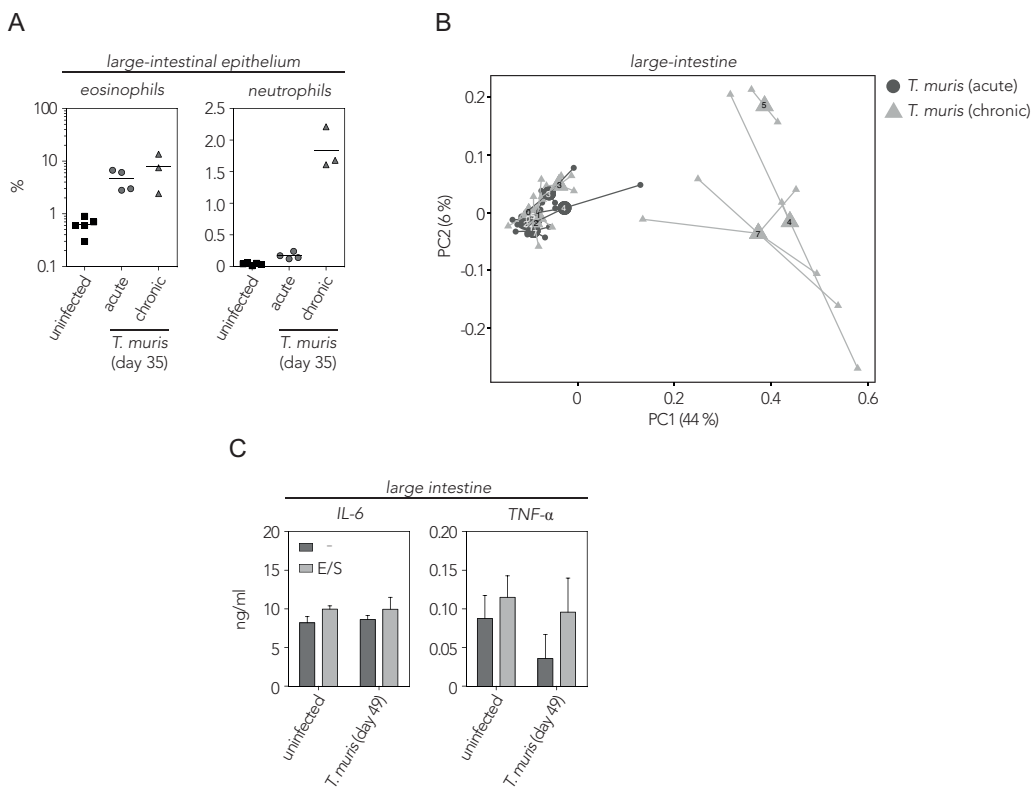 A
large-intestinal epithelium
eosinophils
neutrophils
100
10
1
0.1
%
2.5
2.0
1.5
1.0
0.5
0
uninfected
acute
chronic
T. muris
(day 35)
uninfected
acute
chronic
T. muris
(day 35)
B
large-intestine
T. muris (acute)
T. muris (chronic)
0.2
0.1
0
-0.1
-0.2
PC2 (6 %)
5
3
4
7
4
0
0.2
0.4
0.6
PC1 (44 %)
C
large intestine
IL-6
TNF-α
20
15
10
5
0
ng/ml
–
E/S
0.20
0.15
0.10
0.05
0.00
uninfected
T. muris (day 49)
uninfected
T. muris (day 49)